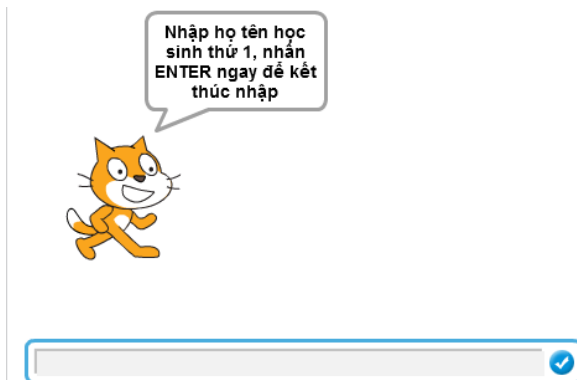 Nhập họ tên học
sinh thứ 1, nhấn
ENTER ngay để kết
thúc nhập